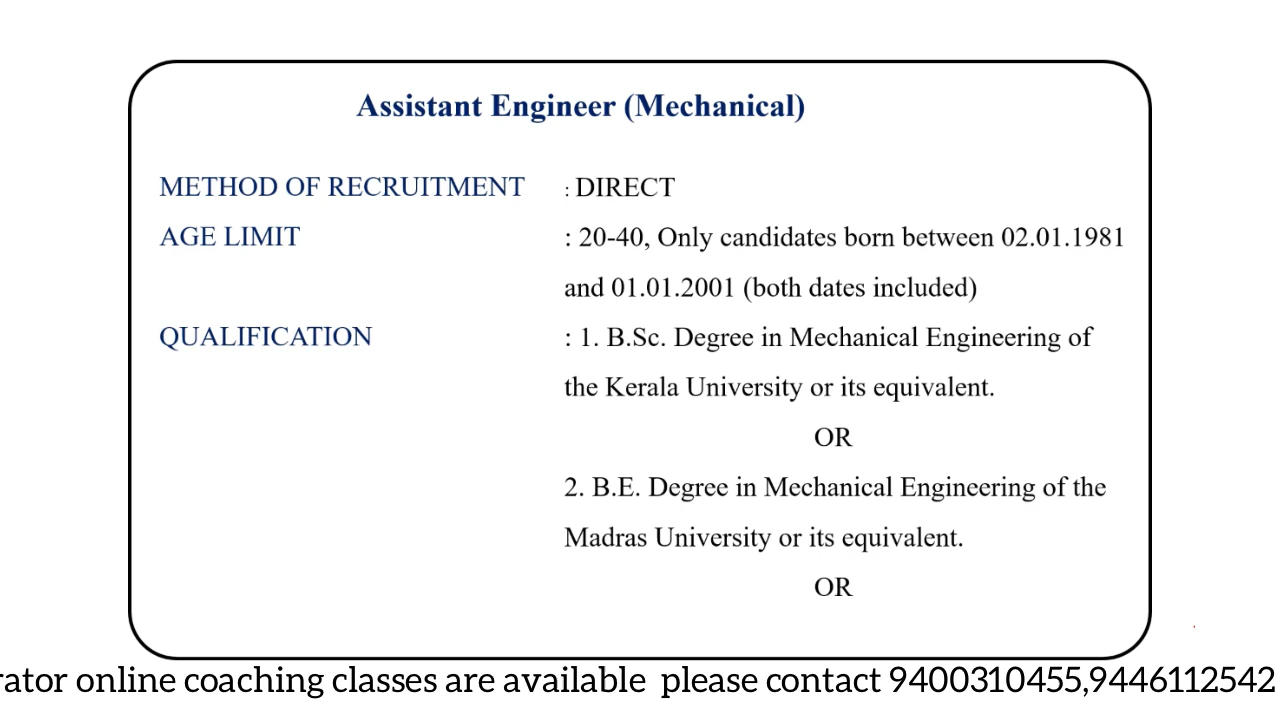 Assistant Engineer (Mechanical)
METHOD OF RECRUITMENT : DIRECT
AGE LIMIT : 20-40, Only candidates born between 02.01.1981
and 01.01.2001 (both dates included)
QUALIFICATION : 1. B.Sc. Degree in Mechanical Engineering of
the Kerala University or its equivalent.
OR
2. B.E. Degree in Mechanical Engineering of the
Madras University or its equivalent.
OR
rator online coaching classes are available please contact 9400310455,9446112542